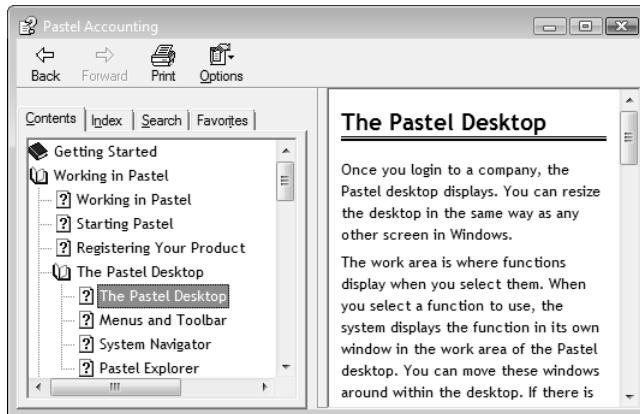 Pastel Accounting
Back Forward Print Options
Contents Index Search Favorites
Getting Started
Working in Pastel
Working in Pastel
Starting Pastel
Registering Your Product
The Pastel Desktop
The Pastel Desktop
Menus and Toolbar
System Navigator
Pastel Explorer
The Pastel Desktop
Once you login to a company, the
Pastel desktop displays. You can resize
the desktop in the same way as any
other screen in Windows.
The work area is where functions
display when you select them. When
you select a function to use, the
system displays the function in its own
window in the work area of the Pastel
desktop. You can move these windows
around within the desktop. If there is